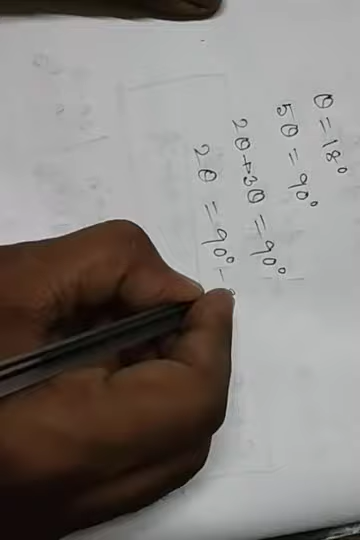 θ = 18°
5θ = 90°
2θ + 3θ = 90°
2θ = 90° -